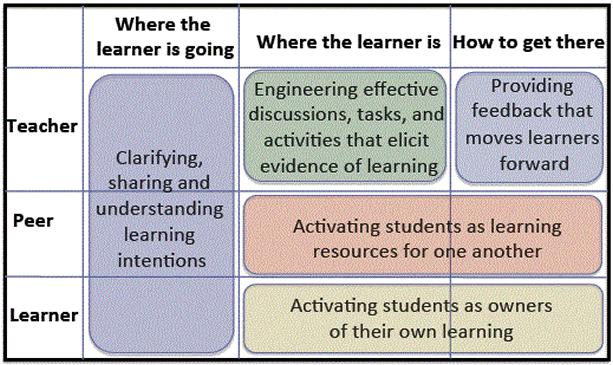 Where the
learner is going
Where the learner is
How to get there
Teacher
Clarifying,
sharing and
understanding
learning
intentions
Engineering effective
discussions, tasks, and
activities that elicit
evidence of learning
Providing
feedback that
moves learners
forward
Peer
Activating students as learning
resources for one another
Learner
Activating students as owners
of their own learning